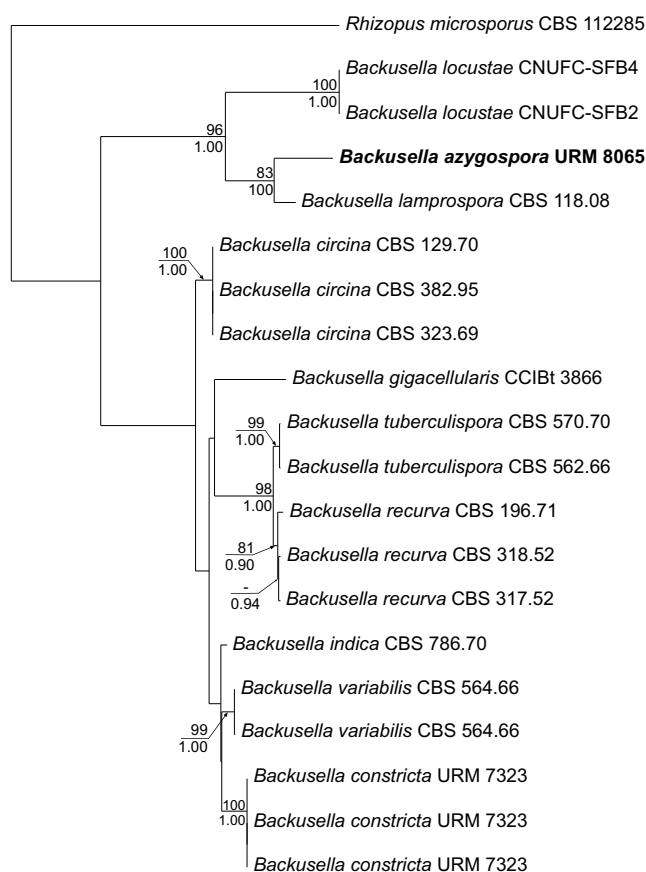 Rhizopus microsporus CBS 112285
Backusella locustae CNUFC-SFB4
100
1.00
Backusella locustae CNUFC-SFB2
96
1.00
Backusella azygospora URM 8065
83
100
Backusella lamprospora CBS 118.08
Backusella circina CBS 129.70
100
1.00
Backusella circina CBS 382.95
Backusella circina CBS 323.69
Backusella gigacellularis CCIBt 3866
Backusella tuberculispora CBS 570.70
99
1.00
Backusella tuberculispora CBS 562.66
98
1.00
Backusella recurva CBS 196.71
81
0.90
Backusella recurva CBS 318.52
-
0.94
Backusella recurva CBS 317.52
Backusella indica CBS 786.70
Backusella variabilis CBS 564.66
99
1.00
Backusella variabilis CBS 564.66
Backusella constricta URM 7323
100
1.00
Backusella constricta URM 7323
Backusella constricta URM 7323